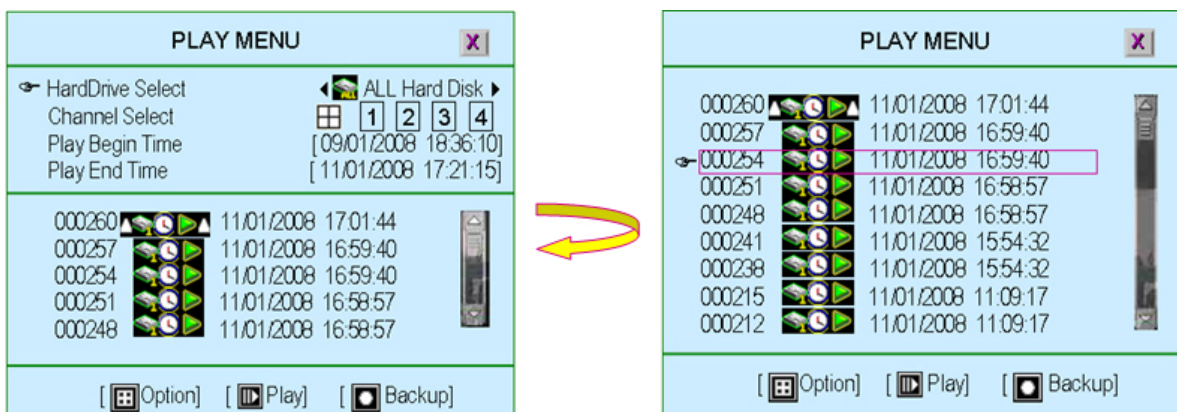 PLAY MENU
X
HardDrive Select ALL Hard Disk
Channel Select 1 2 3 4
Play Begin Time [09/01/2008 18:36:10]
Play End Time [11/01/2008 17:21:15]
000260 11/01/2008 17:01:44
000257 11/01/2008 16:59:40
000254 11/01/2008 16:59:40
000251 11/01/2008 16:58:57
000248 11/01/2008 16:58:57
[Option] [Play] [Backup]
PLAY MENU
X
000260 11/01/2008 17:01:44
000257 11/01/2008 16:59:40
000254 11/01/2008 16:59:40
000251 11/01/2008 16:58:57
000248 11/01/2008 16:58:57
000241 11/01/2008 15:54:32
000238 11/01/2008 15:54:32
000215 11/01/2008 11:09:17
000212 11/01/2008 11:09:17
[Option] [Play] [Backup]